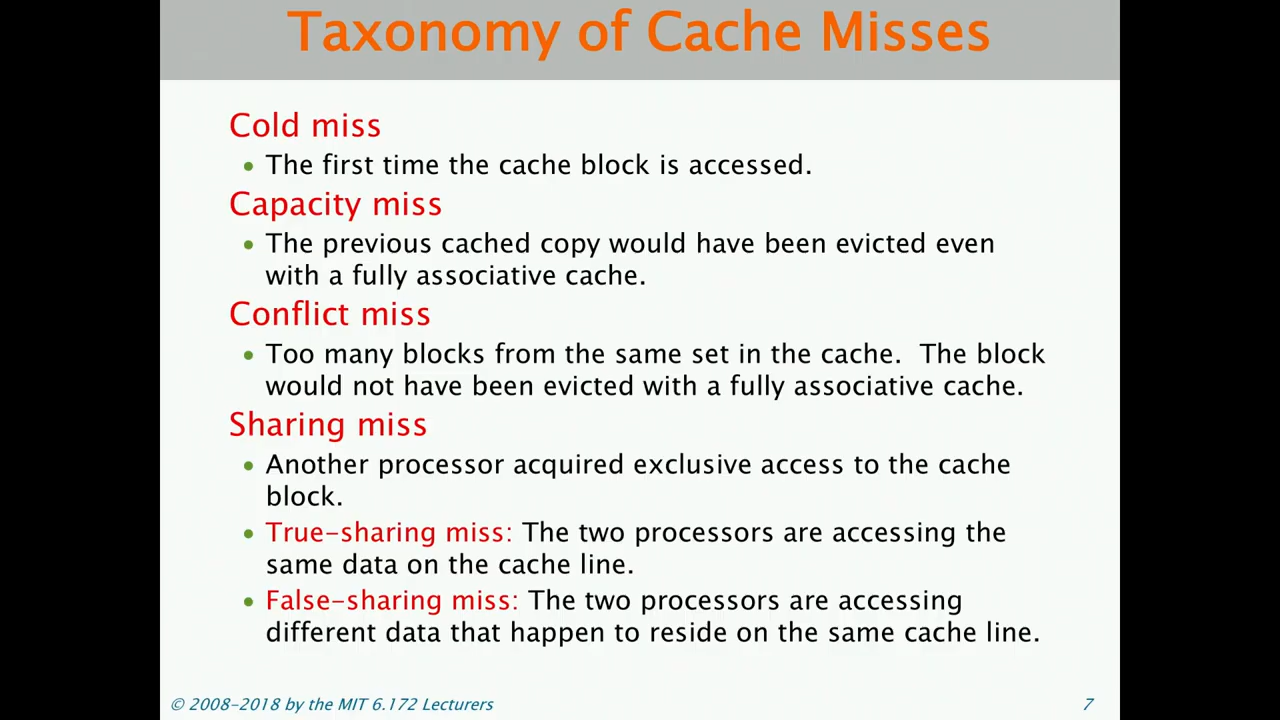 Taxonomy of Cache Misses
Cold miss
• The first time the cache block is accessed.
Capacity miss
• The previous cached copy would have been evicted even
with a fully associative cache.
Conflict miss
• Too many blocks from the same set in the cache.  The block
would not have been evicted with a fully associative cache.
Sharing miss
• Another processor acquired exclusive access to the cache
block.
• True-sharing miss: The two processors are accessing the
same data on the cache line.
• False-sharing miss: The two processors are accessing
different data that happen to reside on the same cache line.
© 2008-2018 by the MIT 6.172 Lecturers
7